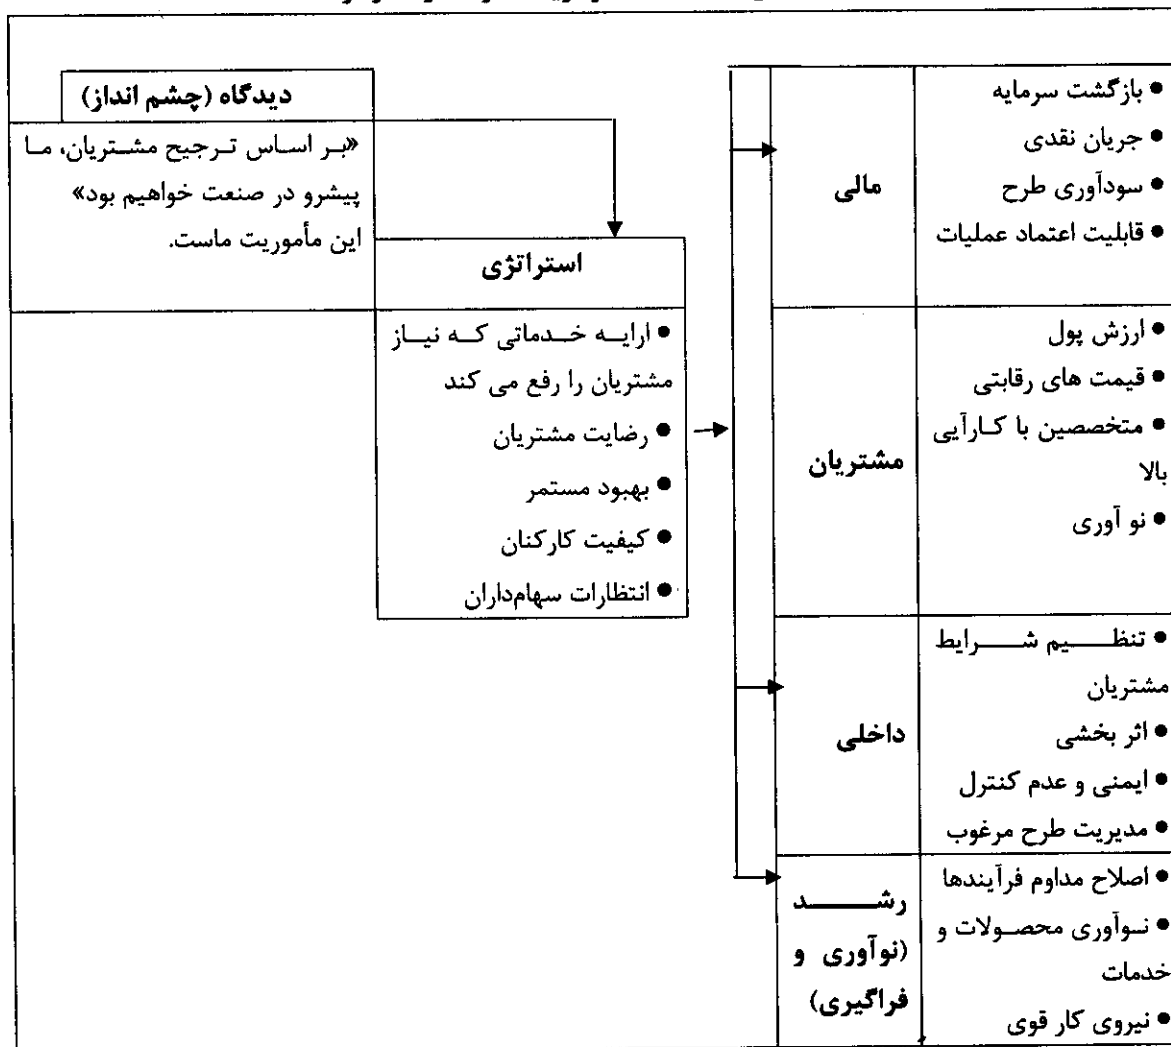 دیدگاه (چشم انداز)
«بر اساس ترجیح مشتریان، ما
پیشرو در صنعت خواهیم بود»
این مأموریت ماست.
استراتژی
● ارایه خدماتی که نیاز
مشتریان را رفع می کند
● رضایت مشتریان
● بهبود مستمر
● کیفیت کارکنان
● انتظارات سهام‌داران
مالی
● بازگشت سرمایه
● جریان نقدی
● سودآوری طرح
● قابلیت اعتماد عملیات
مشتریان
● ارزش پول
● قیمت های رقابتی
● متخصصین با کارآیی
بالا
● نو آوری
داخلی
● تنظیم شرایط
مشتریان
● اثر بخشی
● ایمنی و عدم کنترل
● مدیریت طرح مرغوب
رشد
(نوآوری و
فراگیری)
● اصلاح مداوم فرآیندها
● نوآوری محصولات و
خدمات
● نیروی کار قوی